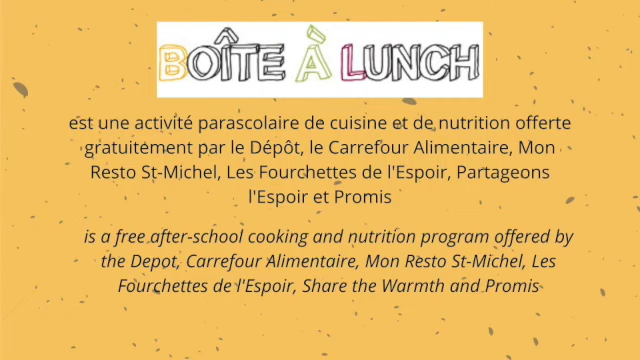 BOÎTE À LUNCH
est une activité parascolaire de cuisine et de nutrition offerte
gratuitement par le Dépôt, le Carrefour Alimentaire, Mon
Resto St-Michel, Les Fourchettes de l'Espoir, Partageons
l'Espoir et Promis
is a free after-school cooking and nutrition program offered by
the Depot, Carrefour Alimentaire, Mon Resto St-Michel, Les
Fourchettes de l'Espoir, Share the Warmth and Promis